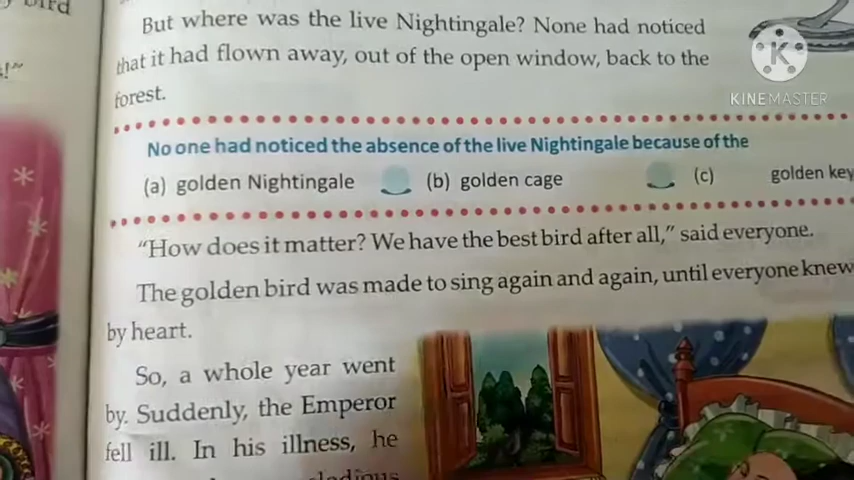 But where was the live Nightingale? None had noticed
that it had flown away, out of the open window, back to the
forest.
KINEMASTER
No one had noticed the absence of the live Nightingale because of the
(a) golden Nightingale (b) golden cage (c) golden key
"How does it matter? We have the best bird after all," said everyone.
The golden bird was made to sing again and again, until everyone knew
by heart.
So, a whole year went
by. Suddenly, the Emperor
fell ill. In his illness, he